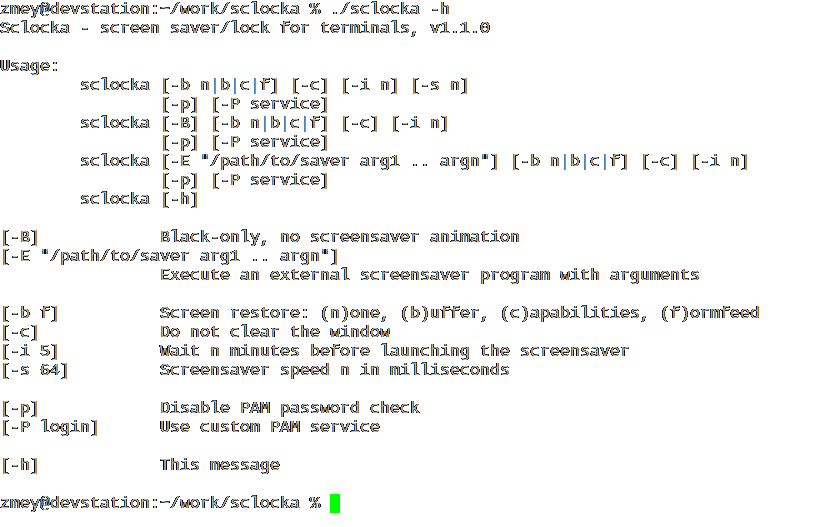 zmey@devstation:~/work/sclocka % ./sclocka -h
Sclocka - screen saver/lock for terminals, v1.1.0
Usage:
sclocka [-b n|b|c|f] [-c] [-i n] [-s n]
[-p] [-P service]
sclocka [-B] [-b n|b|c|f] [-c] [-i n]
[-p] [-P service]
sclocka [-E "/path/to/saver arg1 .. argn"] [-b n|b|c|f] [-c] [-i n]
[-p] [-P service]
sclocka [-h]
[-B] Black-only, no screensaver animation
[-E "/path/to/saver arg1 .. argn"]
Execute an external screensaver program with arguments
[-b f] Screen restore: (n)one, (b)uffer, (c)apabilities, (f)ormfeed
[-c] Do not clear the window
[-i 5] Wait n minutes before launching the screensaver
[-s 64] Screensaver speed n in milliseconds
[-p] Disable PAM password check
[-P login] Use custom PAM service
[-h] This message
zmey@devstation:~/work/sclocka %